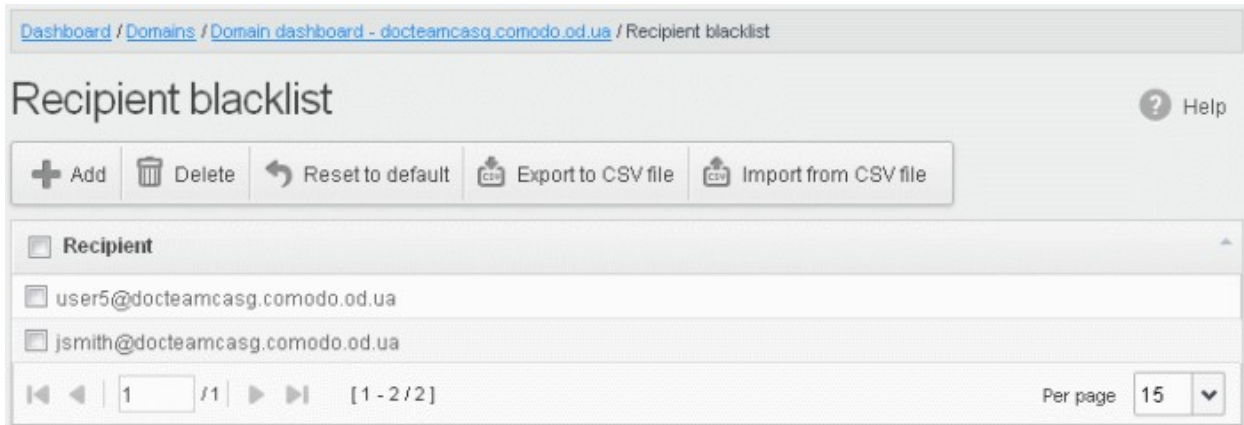 Dashboard / Domains / Domain dashboard - docteamcasg.comodo.od.ua / Recipient blacklist
Recipient blacklist
Help
Add Delete Reset to default Export to CSV file Import from CSV file
Recipient
user5@docteamcasg.comodo.od.ua
jsmith@docteamcasg.comodo.od.ua
1 / 1 [ 1 - 2 / 2 ] Per page 15